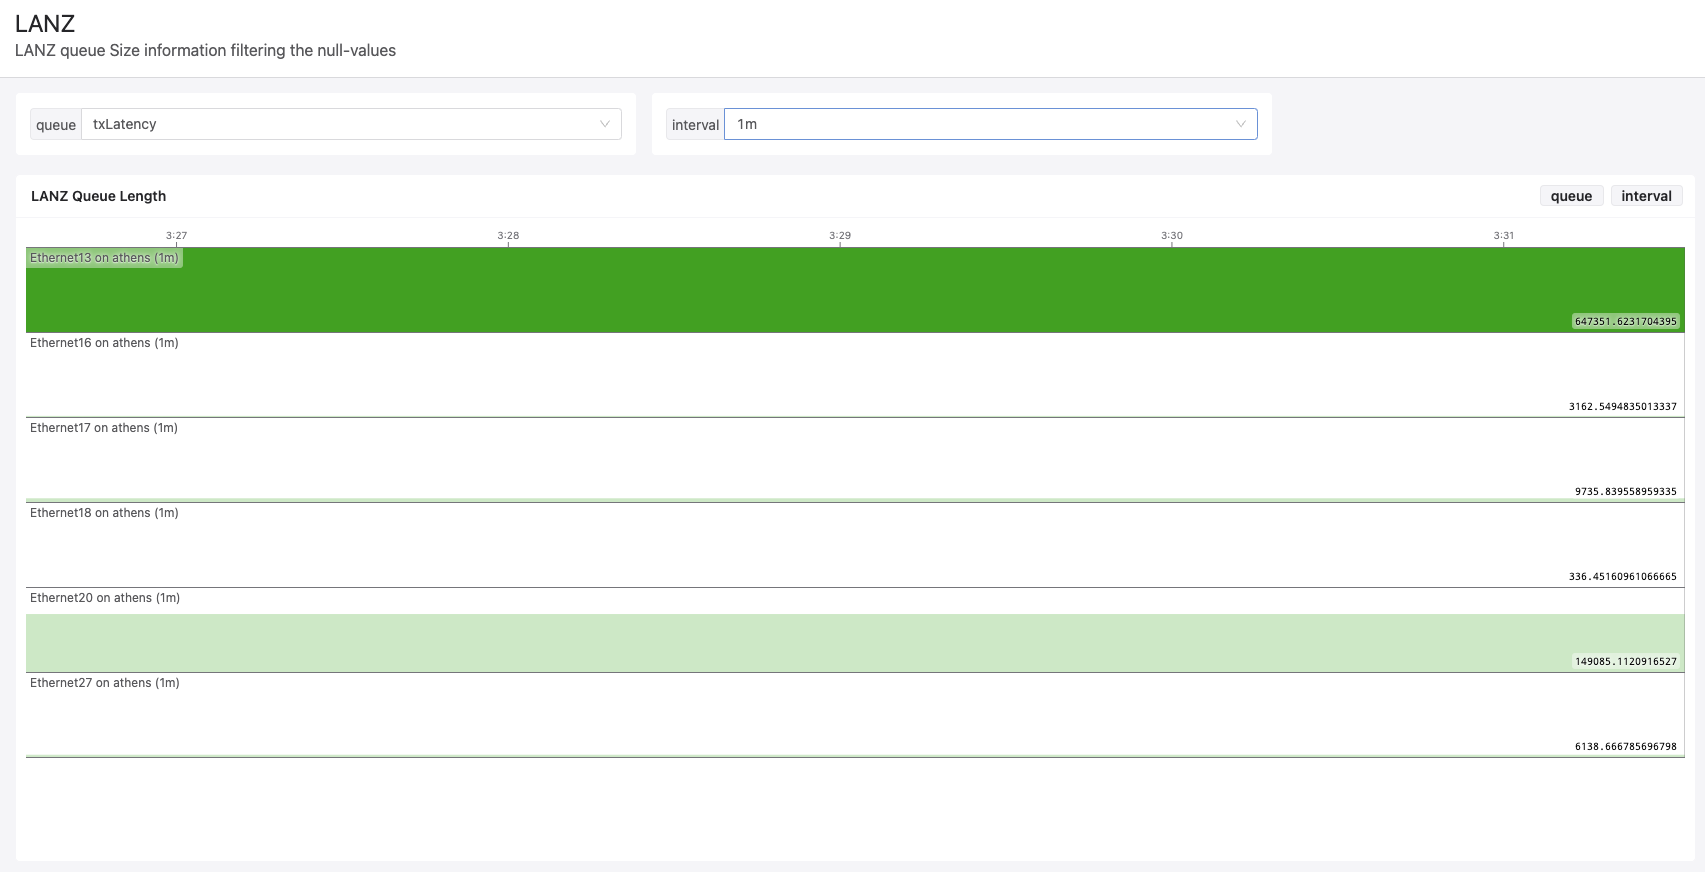 LANZ
LANZ queue Size information filtering the null-values
queue txLatency
interval 1m
LANZ Queue Length
queue interval
3:27 3:28 3:29 3:30 3:31
Ethernet13 on athens (1m)
647351.6231704395
Ethernet16 on athens (1m)
3162.5494835013337
Ethernet17 on athens (1m)
9735.839558959335
Ethernet18 on athens (1m)
336.45160961066665
Ethernet20 on athens (1m)
149085.1120916527
Ethernet27 on athens (1m)
6138.666785696798